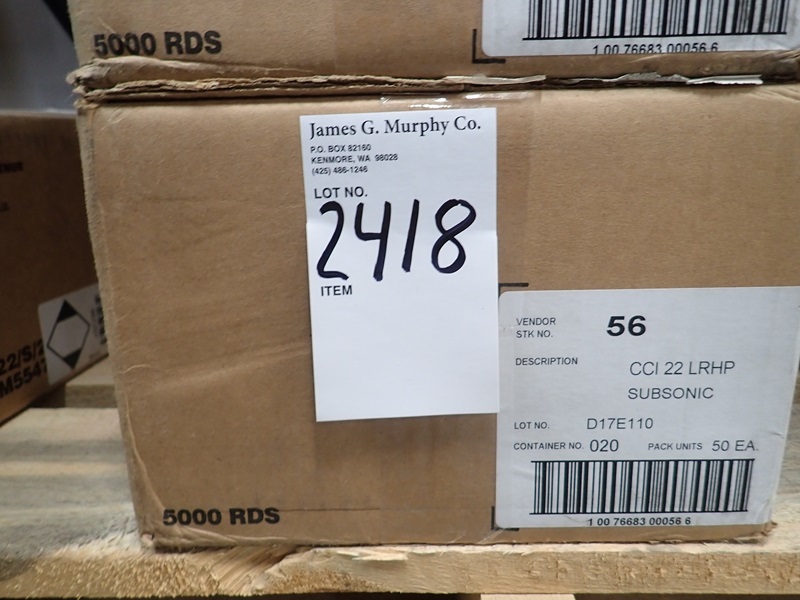 5000 RDS
1 00 76683 00056 6
James G. Murphy Co.
P.O. BOX 82160
KENMORE, WA 98028
(425) 486-1246
LOT NO.
2418
ITEM
VENDOR
STK NO. 56
DESCRIPTION CCI 22 LRHP
SUBSONIC
LOT NO. D17E110
CONTAINER NO. 020 PACK UNITS 50 EA.
1 00 76683 00056 6
5000 RDS
22/S/
M5547